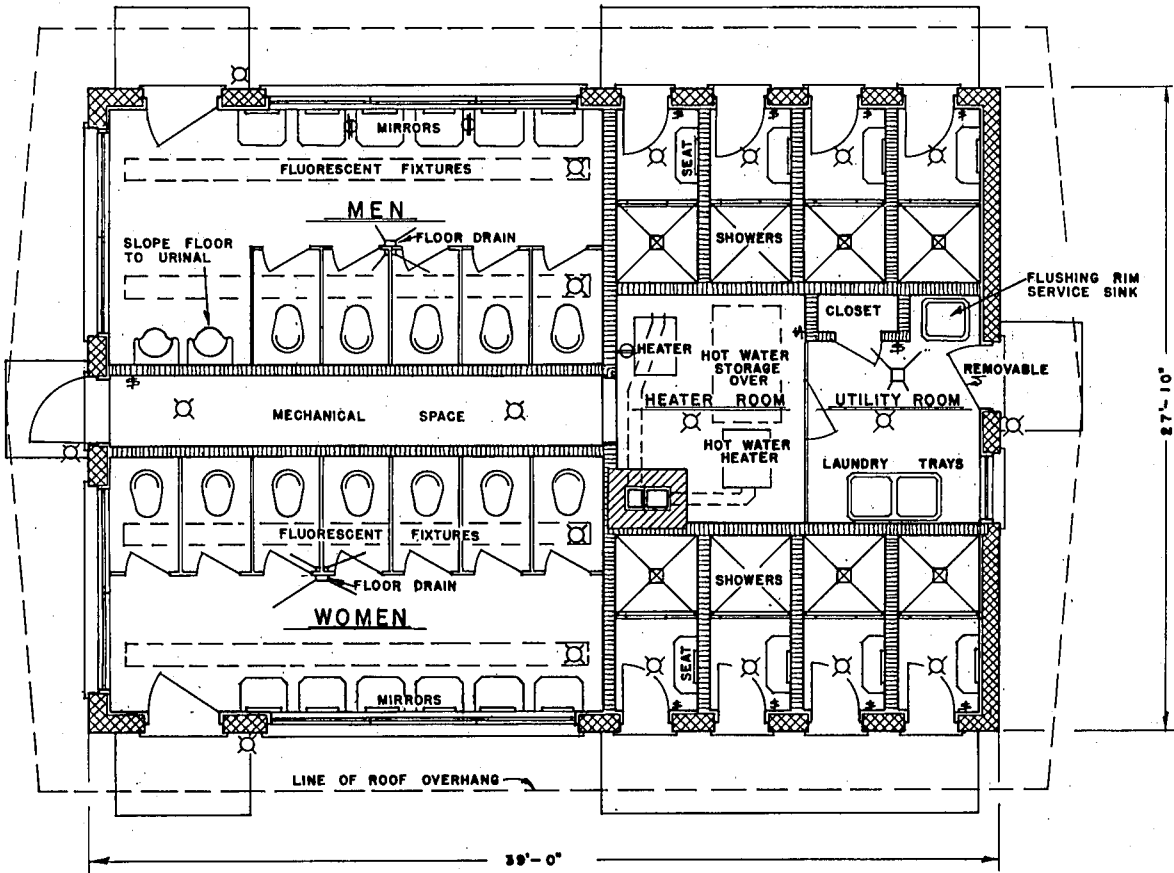 MIRRORS
FLUORESCENT FIXTURES
MEN
FLOOR DRAIN
SLOPE FLOOR
TO URINAL
SEAT
SHOWERS
FLUSHING RIM
SERVICE SINK
CLOSET
HEATER
HOT WATER
STORAGE
OVER
REMOVABLE
HEATER ROOM
UTILITY ROOM
MECHANICAL SPACE
HOT WATER
HEATER
LAUNDRY TRAYS
27'-10"
FLUORESCENT FIXTURES
FLOOR DRAIN
SHOWERS
WOMEN
SEAT
MIRRORS
LINE OF ROOF OVERHANG
39'-0"